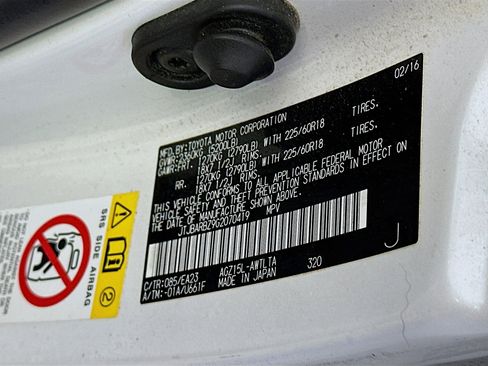 MFD.BY:TOYOTA MOTOR CORPORATION 02/16
GVWR: KG (5200LB)
GAWR:FRT. 1270KG (2790LB) WITH 225/60R18 TIRES.
18X7 1/2J RIMS.
RR. 1270KG (2790LB) WITH 225/60R18 TIRES.
18X7 1/2J RIMS.
THIS VEHICLE CONFORMS TO ALL APPLICABLE FEDERAL MOTOR
VEHICLE SAFETY AND THEFT PREVENTION STANDARDS IN EFFECT ON
THE DATE OF MANUFACTURE SHOWN ABOVE.
JTJBARBZ9G2070419 MPV
J
C/TR: 085/EA23 AGZ15L-AWTLTA 320
A/TM: -01A/U661F MADE IN JAPAN
SRS SIDE AIRBAG